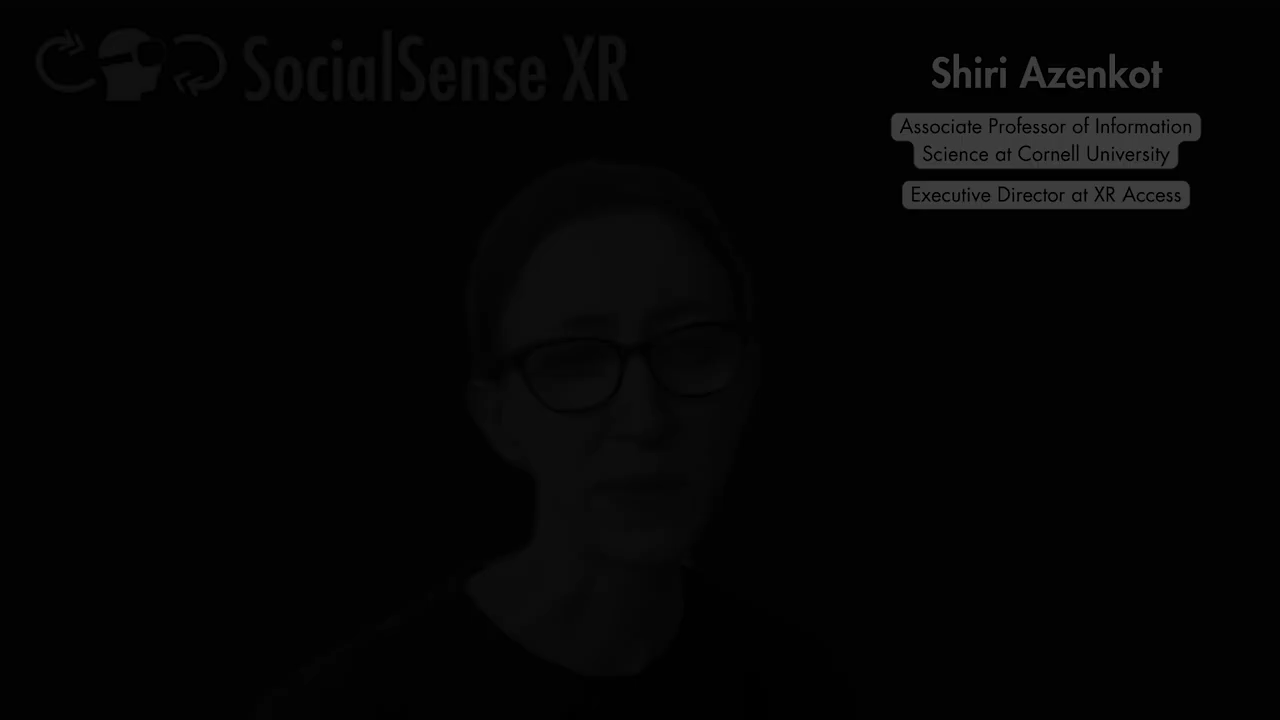 SocialSense XR
Shiri Azenkot
Associate Professor of Information
Science at Cornell University
Executive Director at XR Access